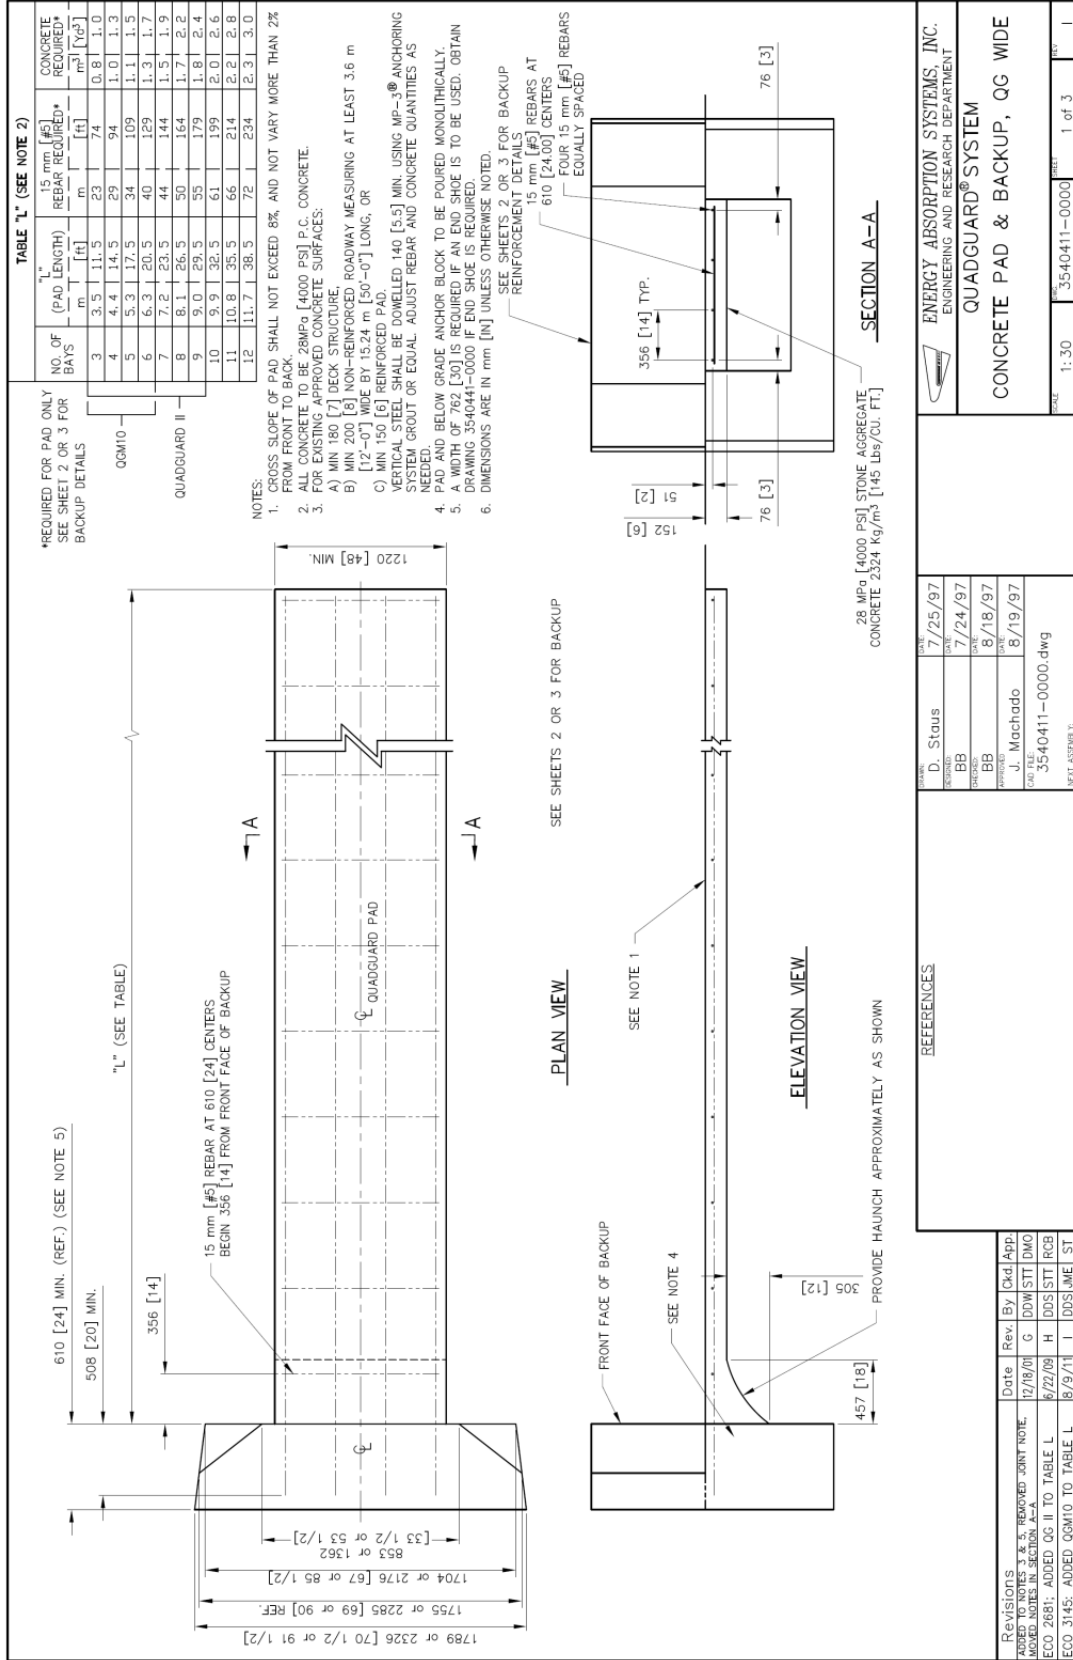 TABLE "L" (SEE NOTE 2)
NO. OF BAYS | "L" (PAD LENGTH) m [ft] | 15 mm [#5] REBAR REQUIRED* m [ft] | CONCRETE REQUIRED* m³ [Yd³]
3 3.5 11.5 23 74 0.8 1.0
4 4.4 14.5 29 94 1.0 1.3
5 5.3 17.5 34 109 1.1 1.5
6 6.3 20.5 40 129 1.3 1.7
7 7.2 23.5 44 144 1.5 1.9
8 8.1 26.5 50 164 1.7 2.2
9 9.0 29.5 55 179 1.8 2.4
10 9.9 32.5 61 199 2.0 2.6
11 10.8 35.5 66 214 2.2 2.8
12 11.7 38.5 72 234 2.3 3.0
*REQUIRED FOR PAD ONLY
SEE SHEET 2 OR 3 FOR
BACKUP DETAILS
QGM10
QUADGUARD II
NOTES:
1. CROSS SLOPE OF PAD SHALL NOT EXCEED 8%, AND NOT VARY MORE THAN 2%
FROM FRONT TO BACK.
2. ALL CONCRETE TO BE 28MPa [4000 PSI] P.C. CONCRETE.
3. FOR EXISTING APPROVED CONCRETE SURFACES:
A) MIN 180 [7] DECK STRUCTURE,
B) MIN 200 [8] NON-REINFORCED ROADWAY MEASURING AT LEAST 3.6 m
[12'-0"] WIDE BY 15.24 m [50'-0"] LONG, OR
C) MIN 150 [6] REINFORCED PAD.
VERTICAL STEEL SHALL BE DOWELLED 140 [5.5] MIN. USING MP-3® ANCHORING
SYSTEM GROUT OR EQUAL. ADJUST REBAR AND CONCRETE QUANTITIES AS
NEEDED.
4. PAD AND BELOW GRADE ANCHOR BLOCK TO BE POURED MONOLITHICALLY.
5. A WIDTH OF 762 [30] IS REQUIRED IF AN END SHOE IS TO BE USED. OBTAIN
DRAWING 3540441-0000 IF END SHOE IS REQUIRED.
6. DIMENSIONS ARE IN mm [IN] UNLESS OTHERWISE NOTED.
610 [24] MIN. (REF.) (SEE NOTE 5)
508 [20] MIN.
356 [14]
"L" (SEE TABLE)
15 mm [#5] REBAR AT 610 [24] CENTERS
BEGIN 356 [14] FROM FRONT FACE OF BACKUP
1220 [48] MIN.
A
A
QUADGUARD PAD
853 or 1362
[33 1/2 or 53 1/2]
1704 or 2176 [67 or 85 1/2]
1755 or 2285 [69 or 90] REF.
1789 or 2326 [70 1/2 or 91 1/2]
PLAN VIEW
SEE SHEETS 2 OR 3 FOR BACKUP
FRONT FACE OF BACKUP
SEE NOTE 4
SEE NOTE 1
457 [18]
305 [12]
PROVIDE HAUNCH APPROXIMATELY AS SHOWN
ELEVATION VIEW
SEE SHEETS 2 OR 3 FOR BACKUP
REINFORCEMENT DETAILS
15 mm [#5] REBARS AT
610 [24.00] CENTERS
FOUR 15 mm [#5] REBARS
EQUALLY SPACED
356 [14] TYP.
76 [3]
51 [2]
152 [6]
76 [3]
28 MPa [4000 PSI] STONE AGGREGATE
CONCRETE 2324 Kg/m³ [145 Lbs/CU. FT.]
SECTION A-A
Revisions Date Rev. By Ckd. App.
ADDED TO NOTES 3 & 5, REMOVED JOINT NOTE,
MOVED NOTES IN SECTION A-A 12/18/01 G DDW STT DMO
ECO 2681: ADDED QG II TO TABLE L 6/22/09 H DDS STT RCB
ECO 3145: ADDED QGM10 TO TABLE L 8/9/11 I DDS JME ST
REFERENCES
DRAWN: D. Staus DATE: 7/25/97
DESIGNED: BB DATE: 7/24/97
CHECKED: BB DATE: 8/18/97
APPROVED: J. Machado DATE: 8/19/97
CAD FILE: 3540411-0000.dwg
NEXT ASSEMBLY:
ENERGY ABSORPTION SYSTEMS, INC.
ENGINEERING AND RESEARCH DEPARTMENT
QUADGUARD® SYSTEM
CONCRETE PAD & BACKUP, QG WIDE
SCALE 1:30 DWG. 3540411-0000 SHEET 1 of 3 REV I